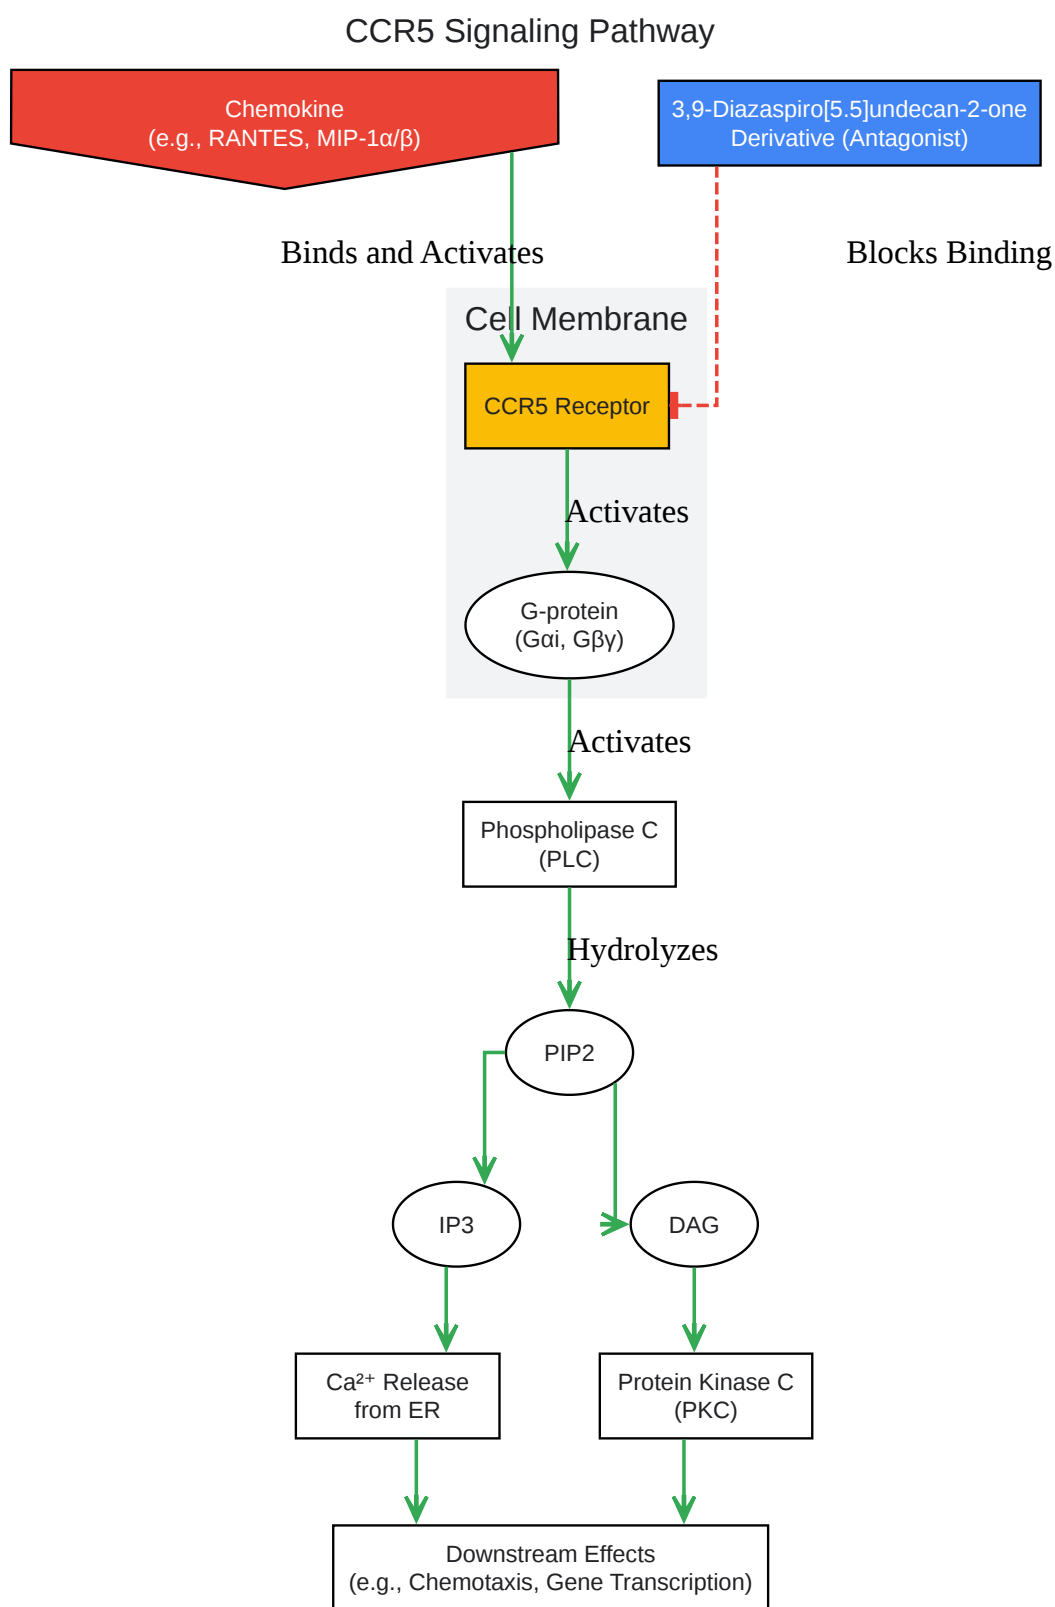 CCR5 Signaling Pathway
Chemokine
(e.g., RANTES, MIP-1α/β)
3,9-Diazaspiro[5.5]undecan-2-one
Derivative (Antagonist)
Binds and Activates
Blocks Binding
Cell Membrane
CCR5 Receptor
Activates
G-protein
(Gαi, Gβγ)
Activates
Phospholipase C
(PLC)
Hydrolyzes
PIP2
IP3
DAG
Ca²⁺ Release
from ER
Protein Kinase C
(PKC)
Downstream Effects
(e.g., Chemotaxis, Gene Transcription)